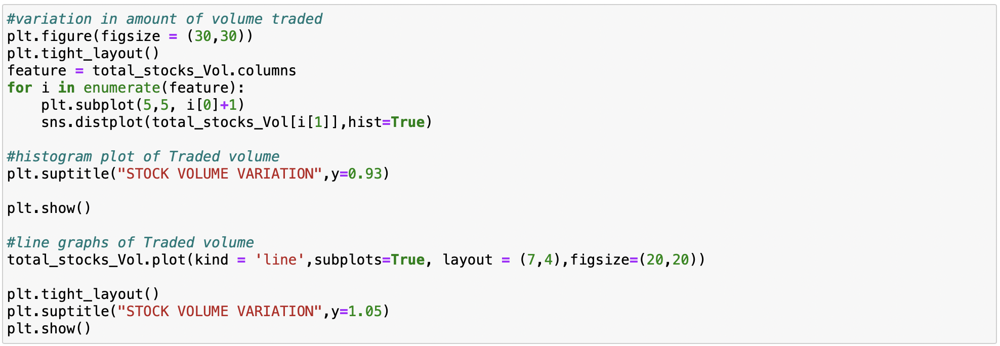 #variation in amount of volume traded
plt.figure(figsize = (30,30))
plt.tight_layout()
feature = total_stocks_Vol.columns
for i in enumerate(feature):
    plt.subplot(5,5, i[0]+1)
    sns.distplot(total_stocks_Vol[i[1]],hist=True)

#histogram plot of Traded volume
plt.suptitle("STOCK VOLUME VARIATION",y=0.93)

plt.show()

#line graphs of Traded volume
total_stocks_Vol.plot(kind = 'line',subplots=True, layout = (7,4),figsize=(20,20))

plt.tight_layout()
plt.suptitle("STOCK VOLUME VARIATION",y=1.05)
plt.show()